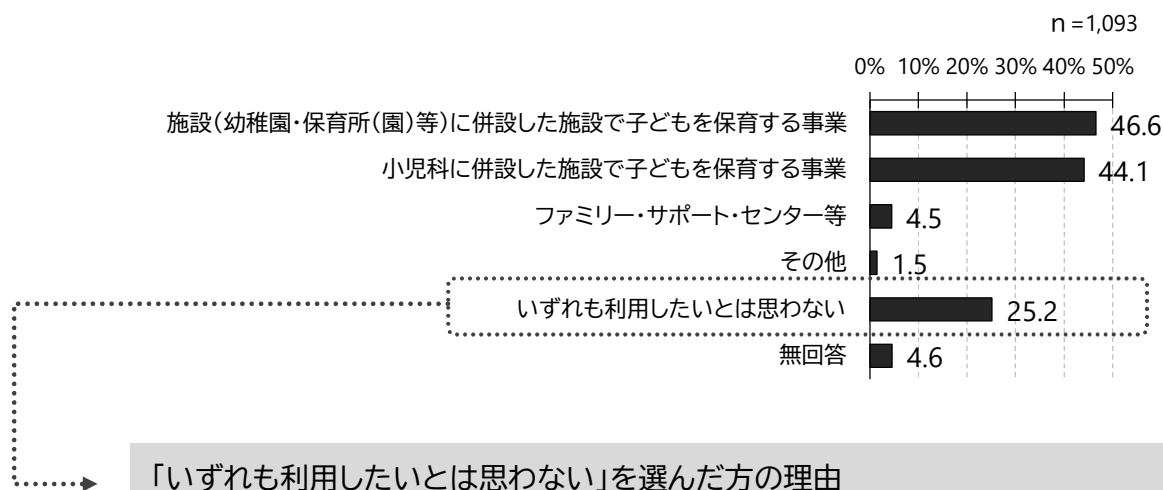 n=1,093
0% 10% 20% 30% 40% 50%
施設(幼稚園・保育所(園)等)に併設した施設で子どもを保育する事業 46.6
小児科に併設した施設で子どもを保育する事業 44.1
ファミリー・サポート・センター等 4.5
その他 1.5
いずれも利用したいとは思わない 25.2
無回答 4.6
「いずれも利用したいとは思わない」を選んだ方の理由